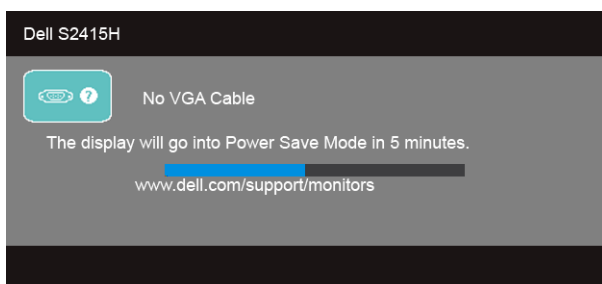 Dell S2415H
No VGA Cable
The display will go into Power Save Mode in 5 minutes.
www.dell.com/support/monitors